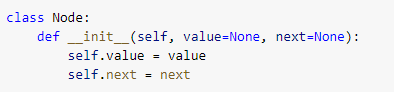 class Node:
    def __init__(self, value=None, next=None):
        self.value = value
        self.next = next